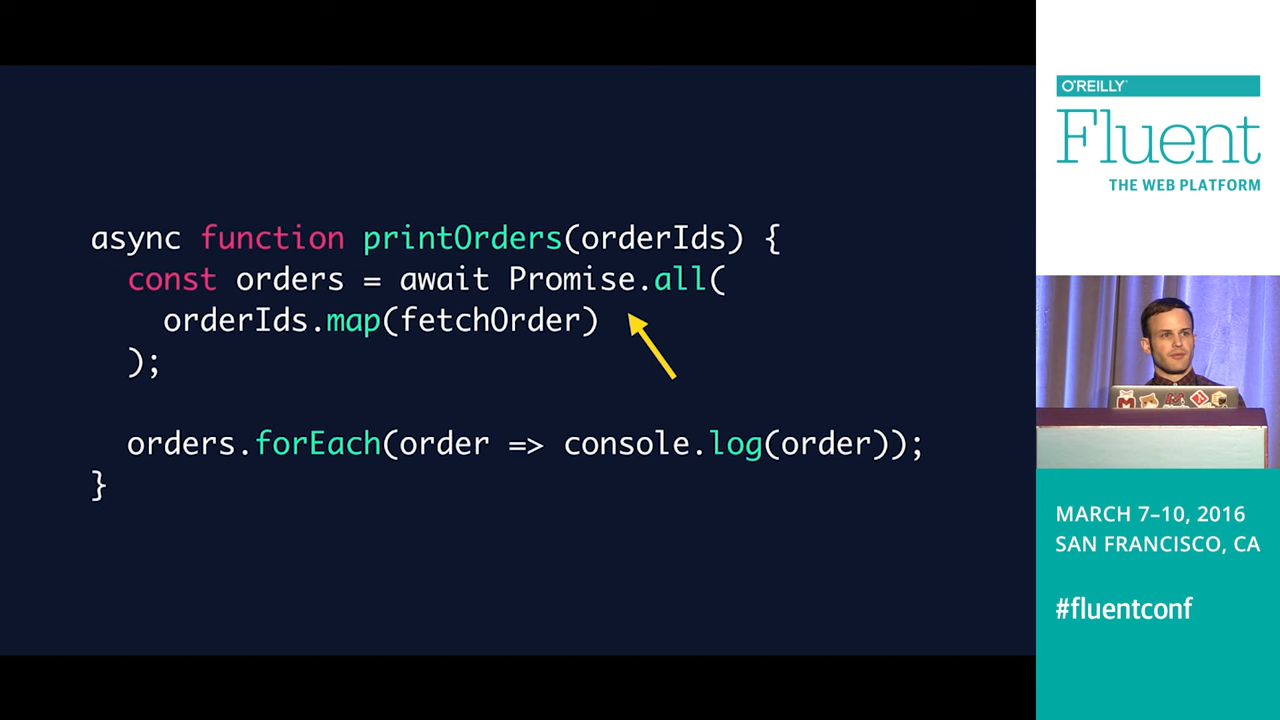 async function printOrders(orderIds) {
const orders = await Promise.all(
orderIds.map(fetchOrder)
);
orders.forEach(order => console.log(order));
}
O'REILLY
Fluent
THE WEB PLATFORM
MARCH 7–10, 2016
SAN FRANCISCO, CA
#fluentconf